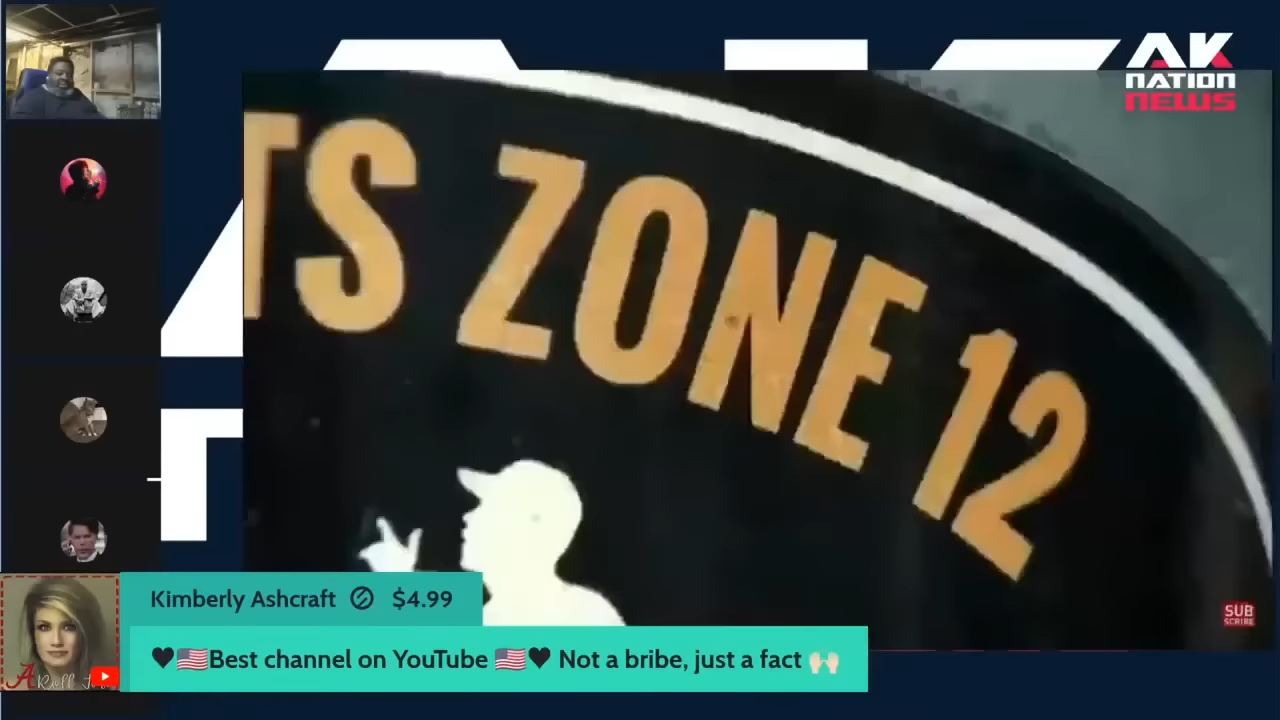 AK
NATION
NEWS
TS ZONE 12
SUB
SCRIBE
Kimberly Ashcraft $4.99
♥🇺🇸Best channel on YouTube 🇺🇸♥ Not a bribe, just a fact 🙌🏻